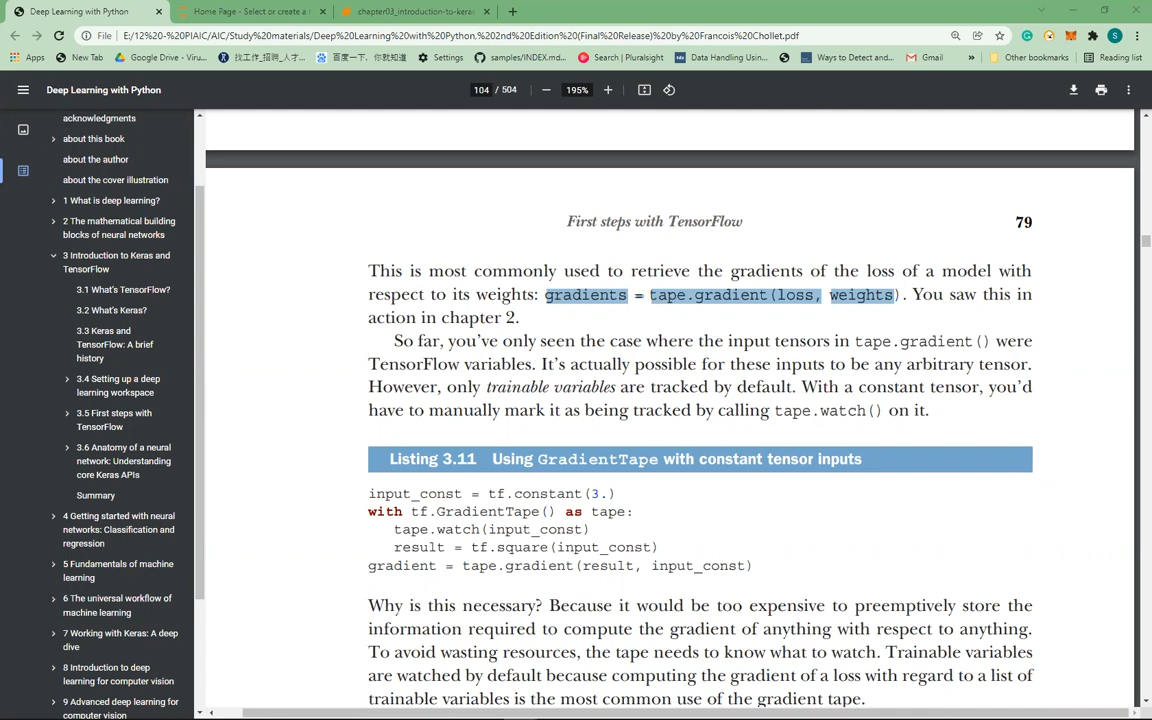 Deep Learning with Python
Home Page - Select or create a
chapter03_introduction-to-keras
File
E:/12%20-%20PIAIC/AIC/Study%20materials/Deep%20Learning%20with%20Python,%202nd%20Edition%20(Final%20Release)%20by%20Francois%20Chollet.pdf
Apps
New Tab
Google Drive - Viru...
找工作_招聘_人才...
百度一下，你就知道
Settings
samples/INDEX.md...
Search | Pluralsight
Data Handling Usin...
Ways to Detect and...
Gmail
»
Other bookmarks
Reading list
Deep Learning with Python
104 / 504
195%
acknowledgments
about this book
about the author
about the cover illustration
1 What is deep learning?
2 The mathematical building
blocks of neural networks
3 Introduction to Keras and
TensorFlow
3.1 What's TensorFlow?
3.2 What's Keras?
3.3 Keras and
TensorFlow: A brief
history
3.4 Setting up a deep
learning workspace
3.5 First steps with
TensorFlow
3.6 Anatomy of a neural
network: Understanding
core Keras APIs
Summary
4 Getting started with neural
networks: Classification and
regression
5 Fundamentals of machine
learning
6 The universal workflow of
machine learning
7 Working with Keras: A deep
dive
8 Introduction to deep
learning for computer vision
9 Advanced deep learning for
computer vision
First steps with TensorFlow
79
This is most commonly used to retrieve the gradients of the loss of a model with
respect to its weights: gradients = tape.gradient(loss, weights). You saw this in
action in chapter 2.
So far, you've only seen the case where the input tensors in tape.gradient() were
TensorFlow variables. It's actually possible for these inputs to be any arbitrary tensor.
However, only trainable variables are tracked by default. With a constant tensor, you'd
have to manually mark it as being tracked by calling tape.watch() on it.
Listing 3.11 Using GradientTape with constant tensor inputs
input_const = tf.constant(3.)
with tf.GradientTape() as tape:
tape.watch(input_const)
result = tf.square(input_const)
gradient = tape.gradient(result, input_const)
Why is this necessary? Because it would be too expensive to preemptively store the
information required to compute the gradient of anything with respect to anything.
To avoid wasting resources, the tape needs to know what to watch. Trainable variables
are watched by default because computing the gradient of a loss with regard to a list of
trainable variables is the most common use of the gradient tape.